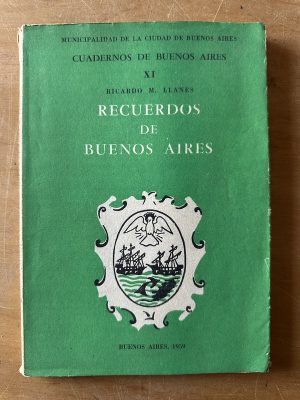 MUNICIPALIDAD DE LA CIUDAD DE BUENOS AIRES
CUADERNOS DE BUENOS AIRES
XI
RICARDO M. LLANES
RECUERDOS
DE
BUENOS AIRES
BUENOS AIRES, 1959